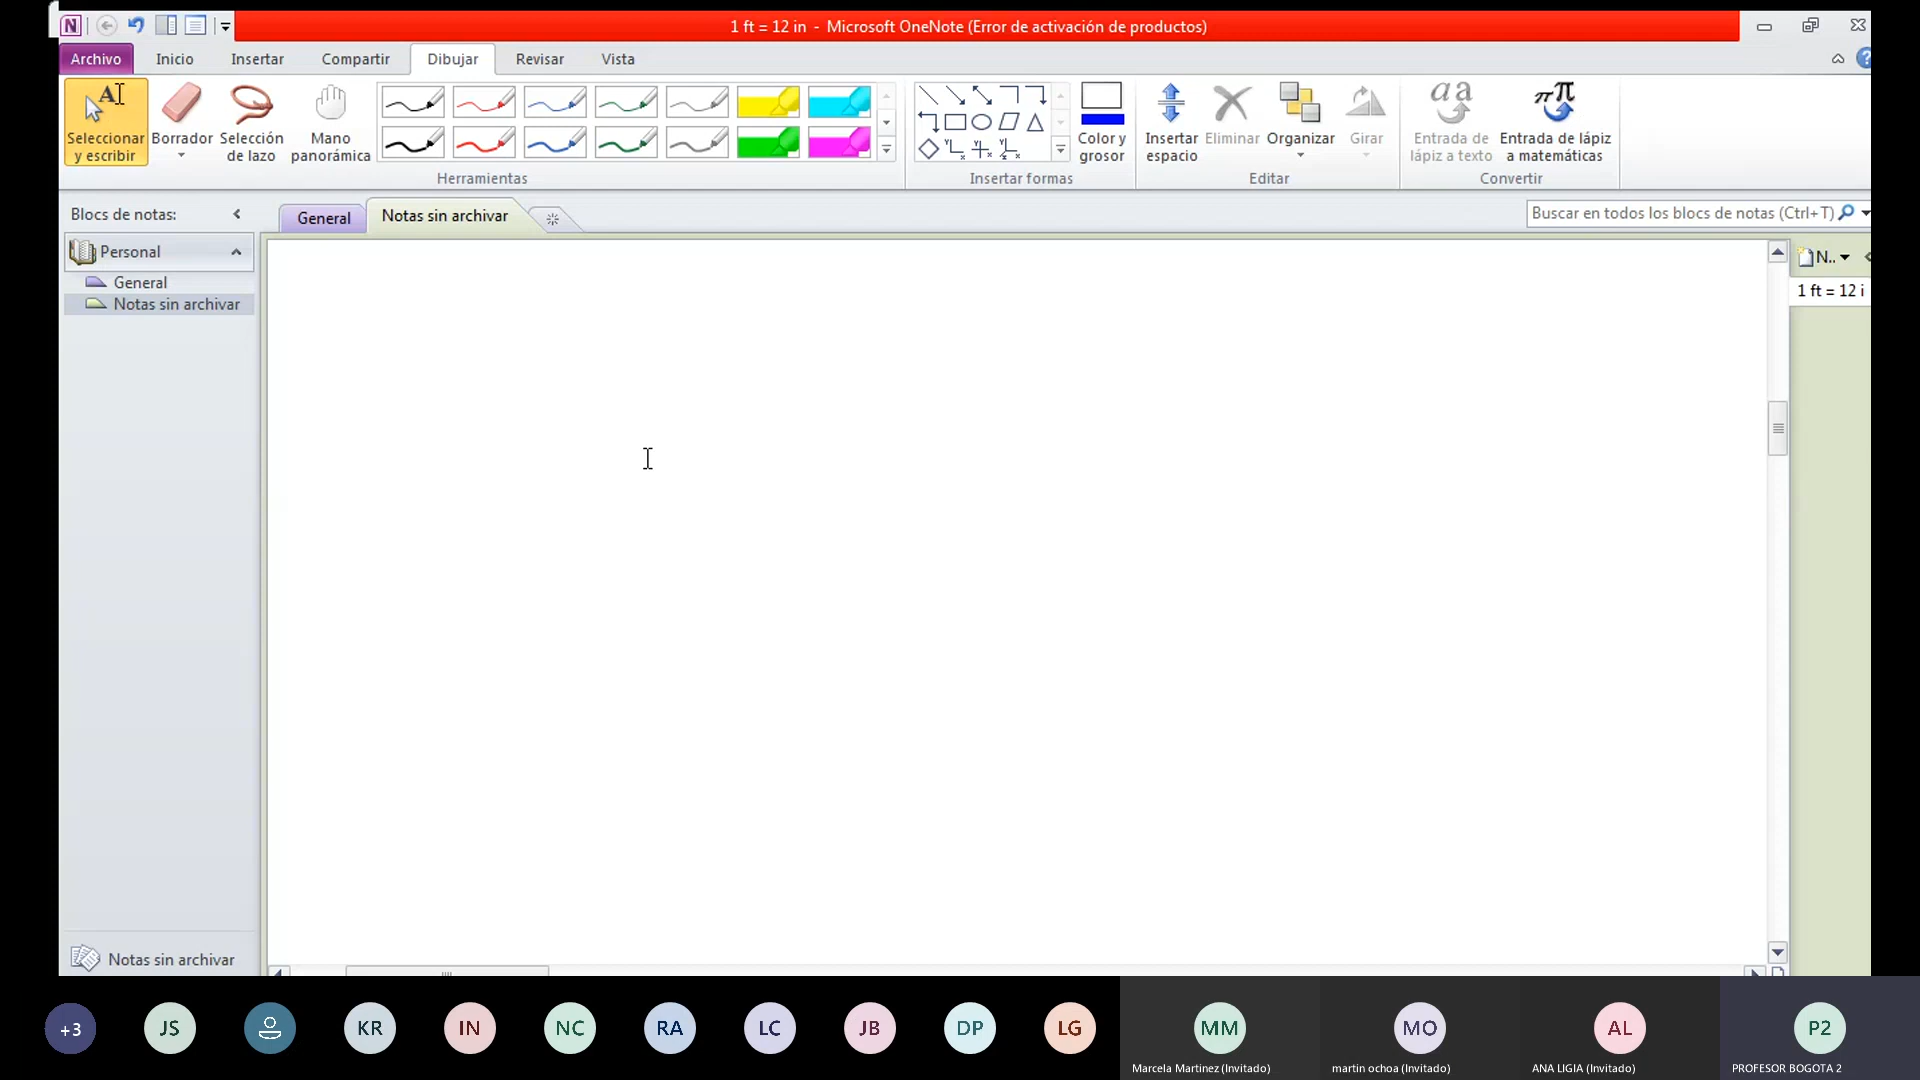 1 ft = 12 in - Microsoft OneNote (Error de activación de productos)
Archivo Inicio Insertar Compartir Dibujar Revisar Vista
Seleccionar y escribir
Borrador
Selección de lazo
Mano panorámica
Herramientas
Insertar formas
Color y grosor
Insertar espacio
Eliminar
Organizar
Girar
Editar
Entrada de lápiz a texto
Entrada de lápiz a matemáticas
Convertir
Blocs de notas:
General
Notas sin archivar
Buscar en todos los blocs de notas (Ctrl+T)
Personal
General
Notas sin archivar
N..
1 ft = 12 i
Notas sin archivar
+3 JS KR IN NC RA LC JB DP LG MM MO AL P2
Marcela Martinez (Invitado) martin ochoa (Invitado) ANA LIGIA (Invitado) PROFESOR BOGOTA 2